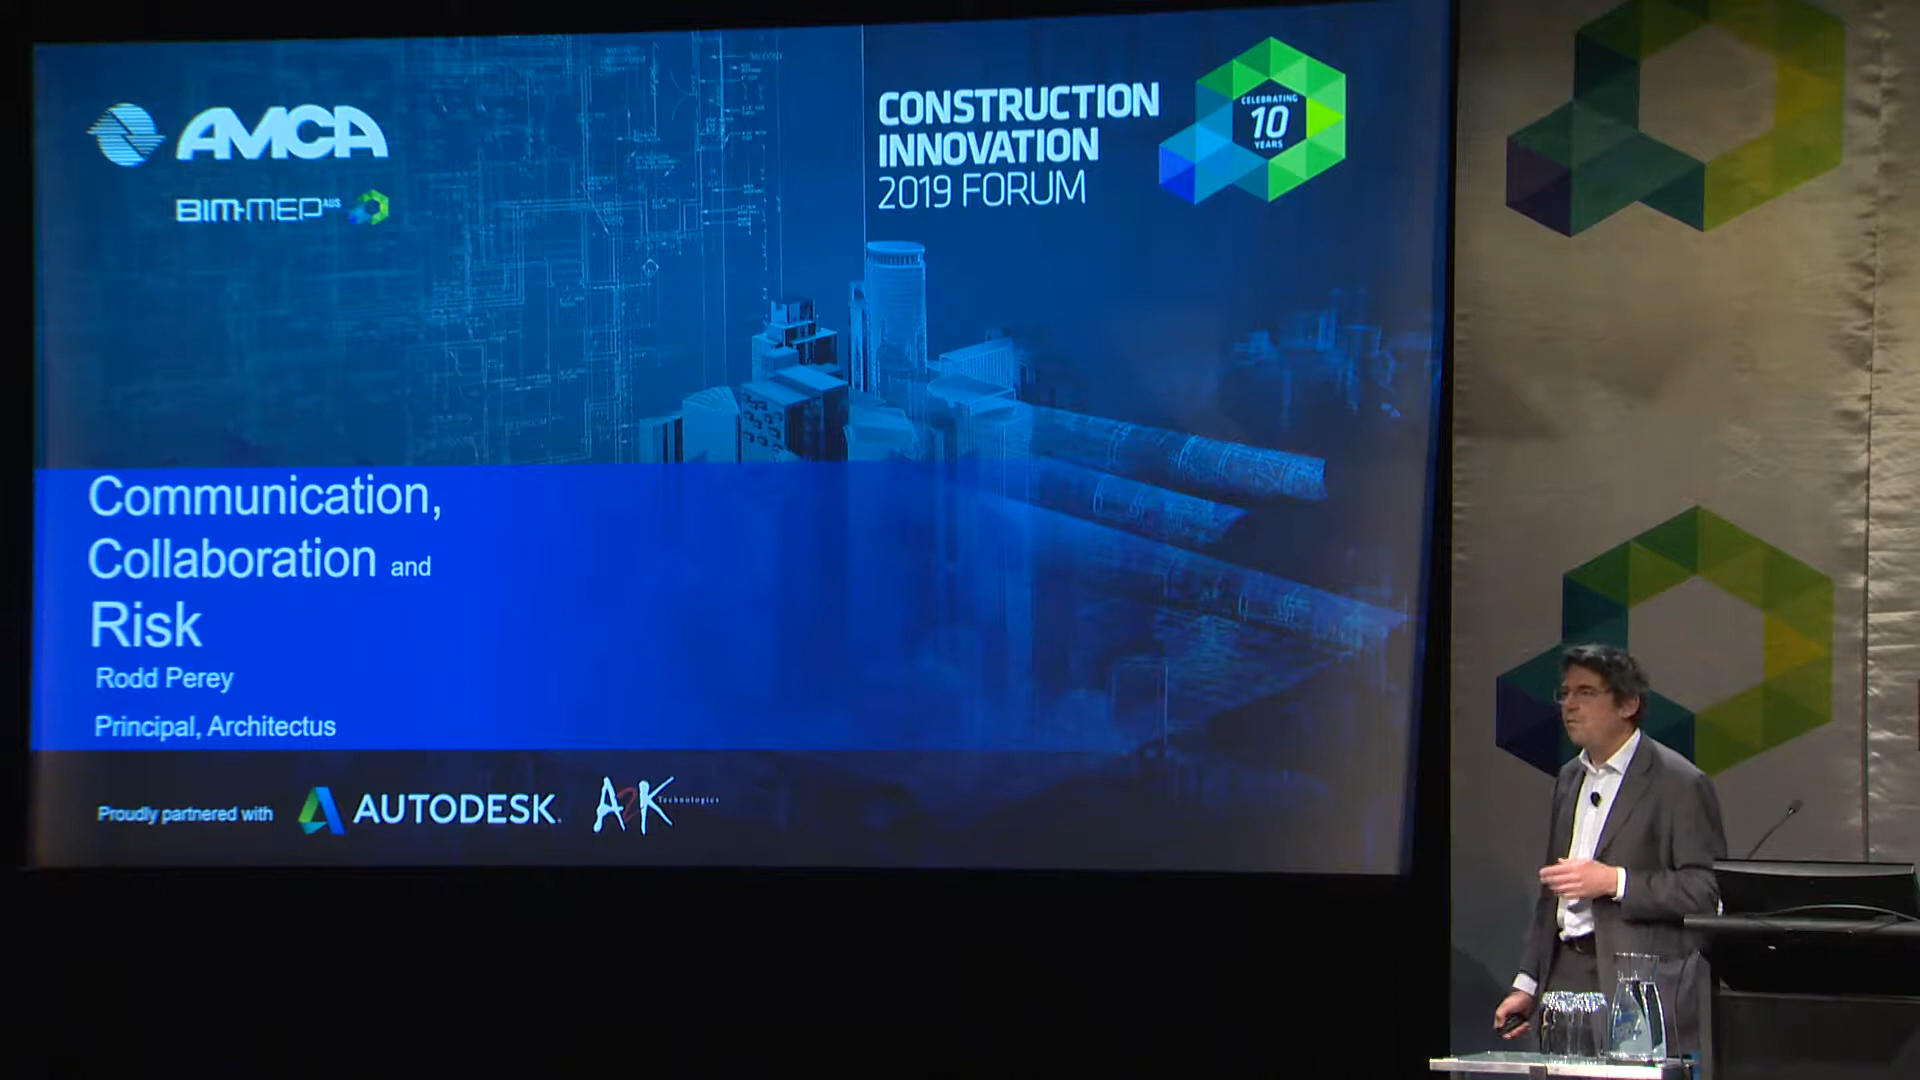 AMCA
BIM-MEP AUS
CONSTRUCTION
INNOVATION
2019 FORUM
CELEBRATING
10
YEARS
Communication,
Collaboration and
Risk
Rodd Perey
Principal, Architectus
Proudly partnered with
AUTODESK.
A2K Technologies